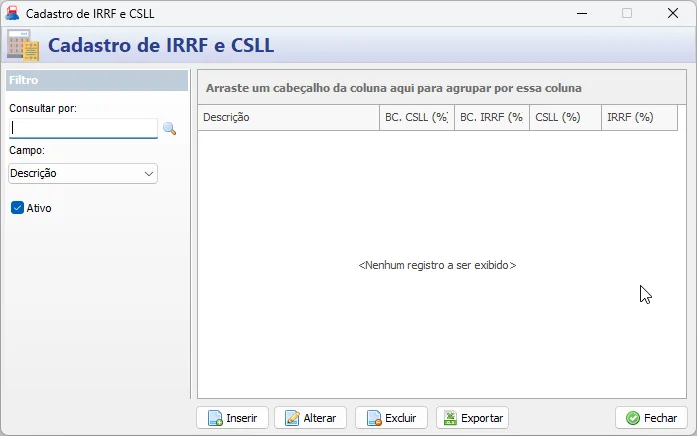 Cadastro de IRRF e CSLL
Cadastro de IRRF e CSLL
Filtro
Consultar por:
Campo:
Descrição
Ativo
Arraste um cabeçalho da coluna aqui para agrupar por essa coluna
Descrição BC. CSLL (%) BC. IRRF (% CSLL (%) IRRF (%)
<Nenhum registro a ser exibido>
Inserir Alterar Excluir Exportar Fechar